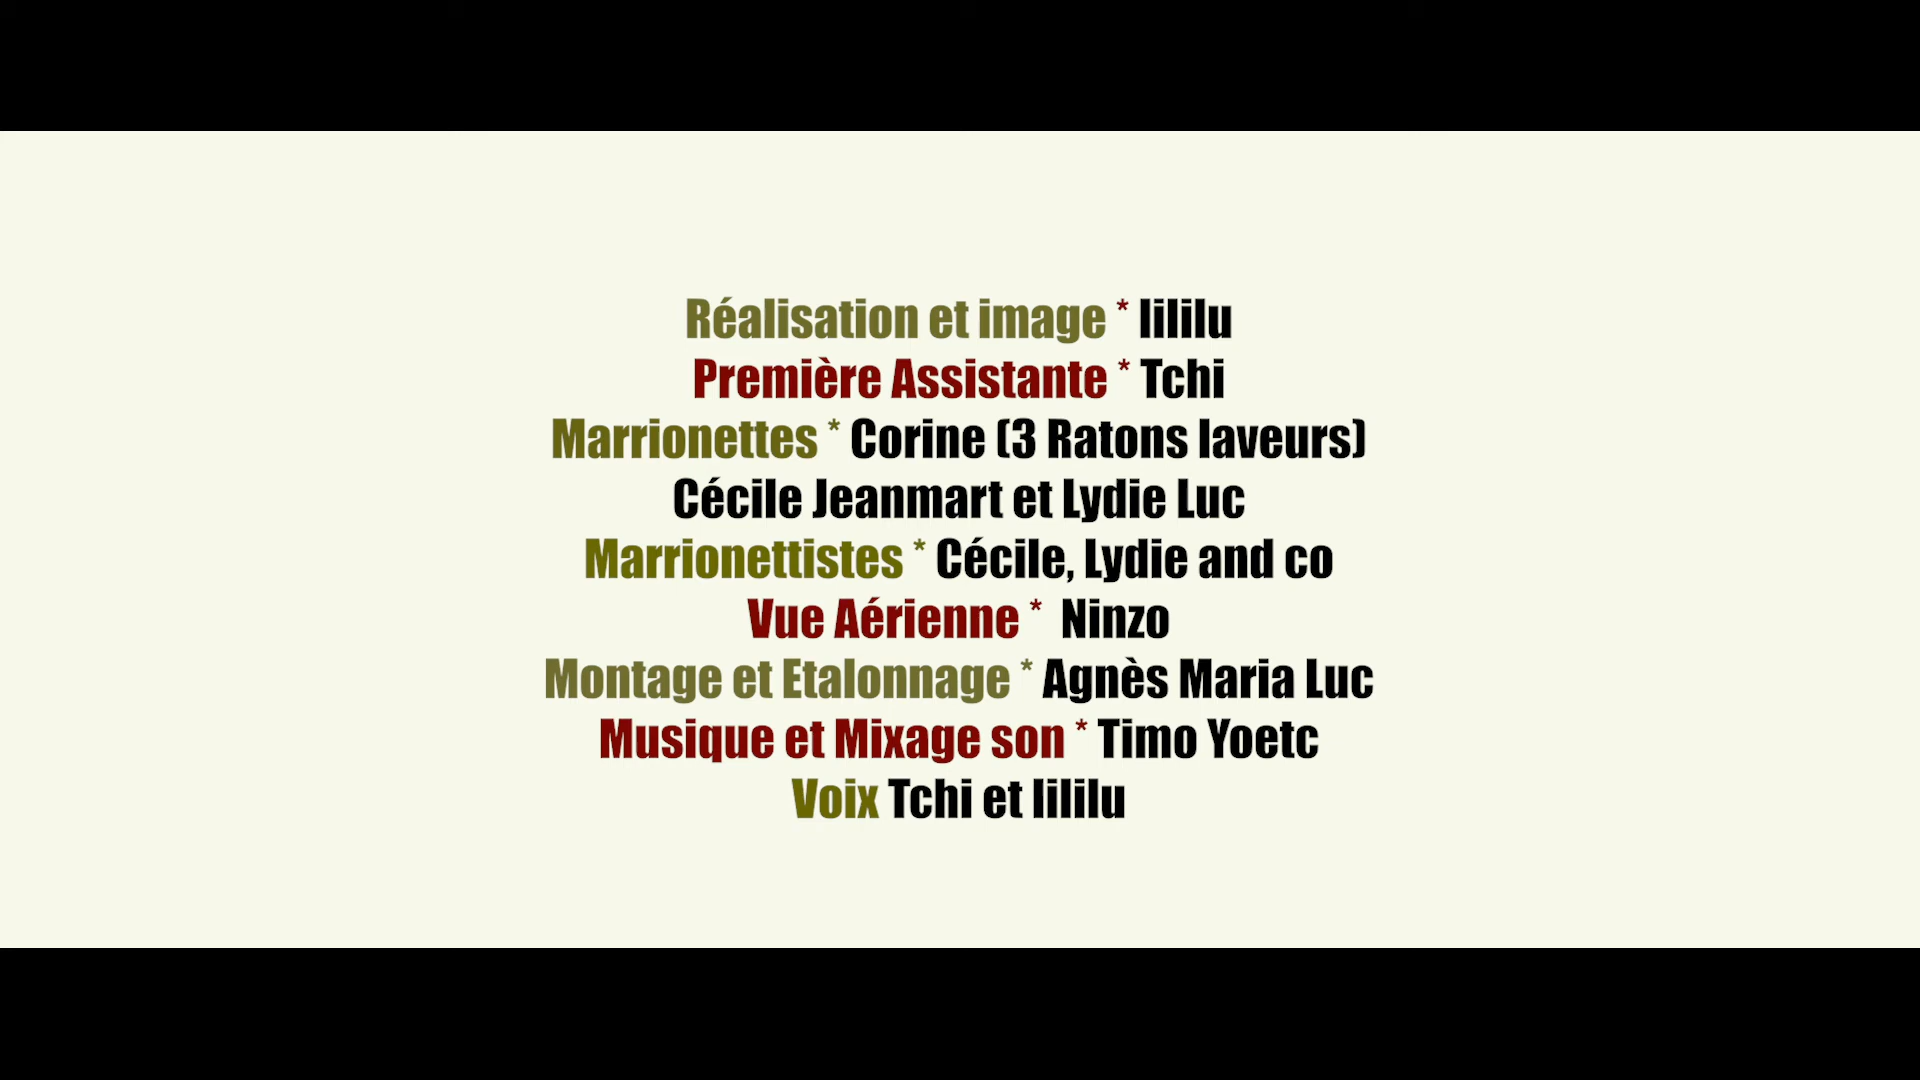 Réalisation et image * lililu
Première Assistante * Tchi
Marrionettes * Corine (3 Ratons laveurs)
Cécile Jeanmart et Lydie Luc
Marrionettistes * Cécile, Lydie and co
Vue Aérienne * Ninzo
Montage et Etalonnage * Agnès Maria Luc
Musique et Mixage son * Timo Yoetc
Voix Tchi et lililu